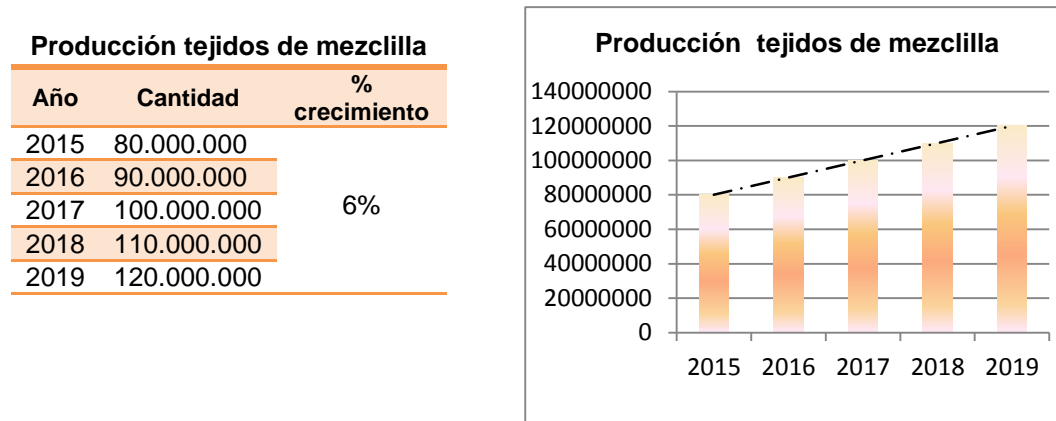 Producción tejidos de mezclilla
Año Cantidad % crecimiento
2015 80.000.000
2016 90.000.000
2017 100.000.000 6%
2018 110.000.000
2019 120.000.000
Producción tejidos de mezclilla
140000000
120000000
100000000
80000000
60000000
40000000
20000000
0
2015 2016 2017 2018 2019